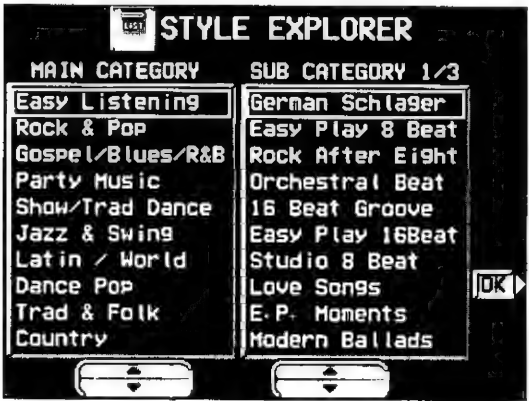 LIST
STYLE EXPLORER
MAIN CATEGORY
Easy Listening
Rock & Pop
Gospel/Blues/R&B
Party Music
Show/Trad Dance
Jazz & Swing
Latin / World
Dance Pop
Trad & Folk
Country
SUB CATEGORY 1/3
German Schlager
Easy Play 8 Beat
Rock After Eight
Orchestral Beat
16 Beat Groove
Easy Play 16Beat
Studio 8 Beat
Love Songs
E.P. Moments
Modern Ballads
OK